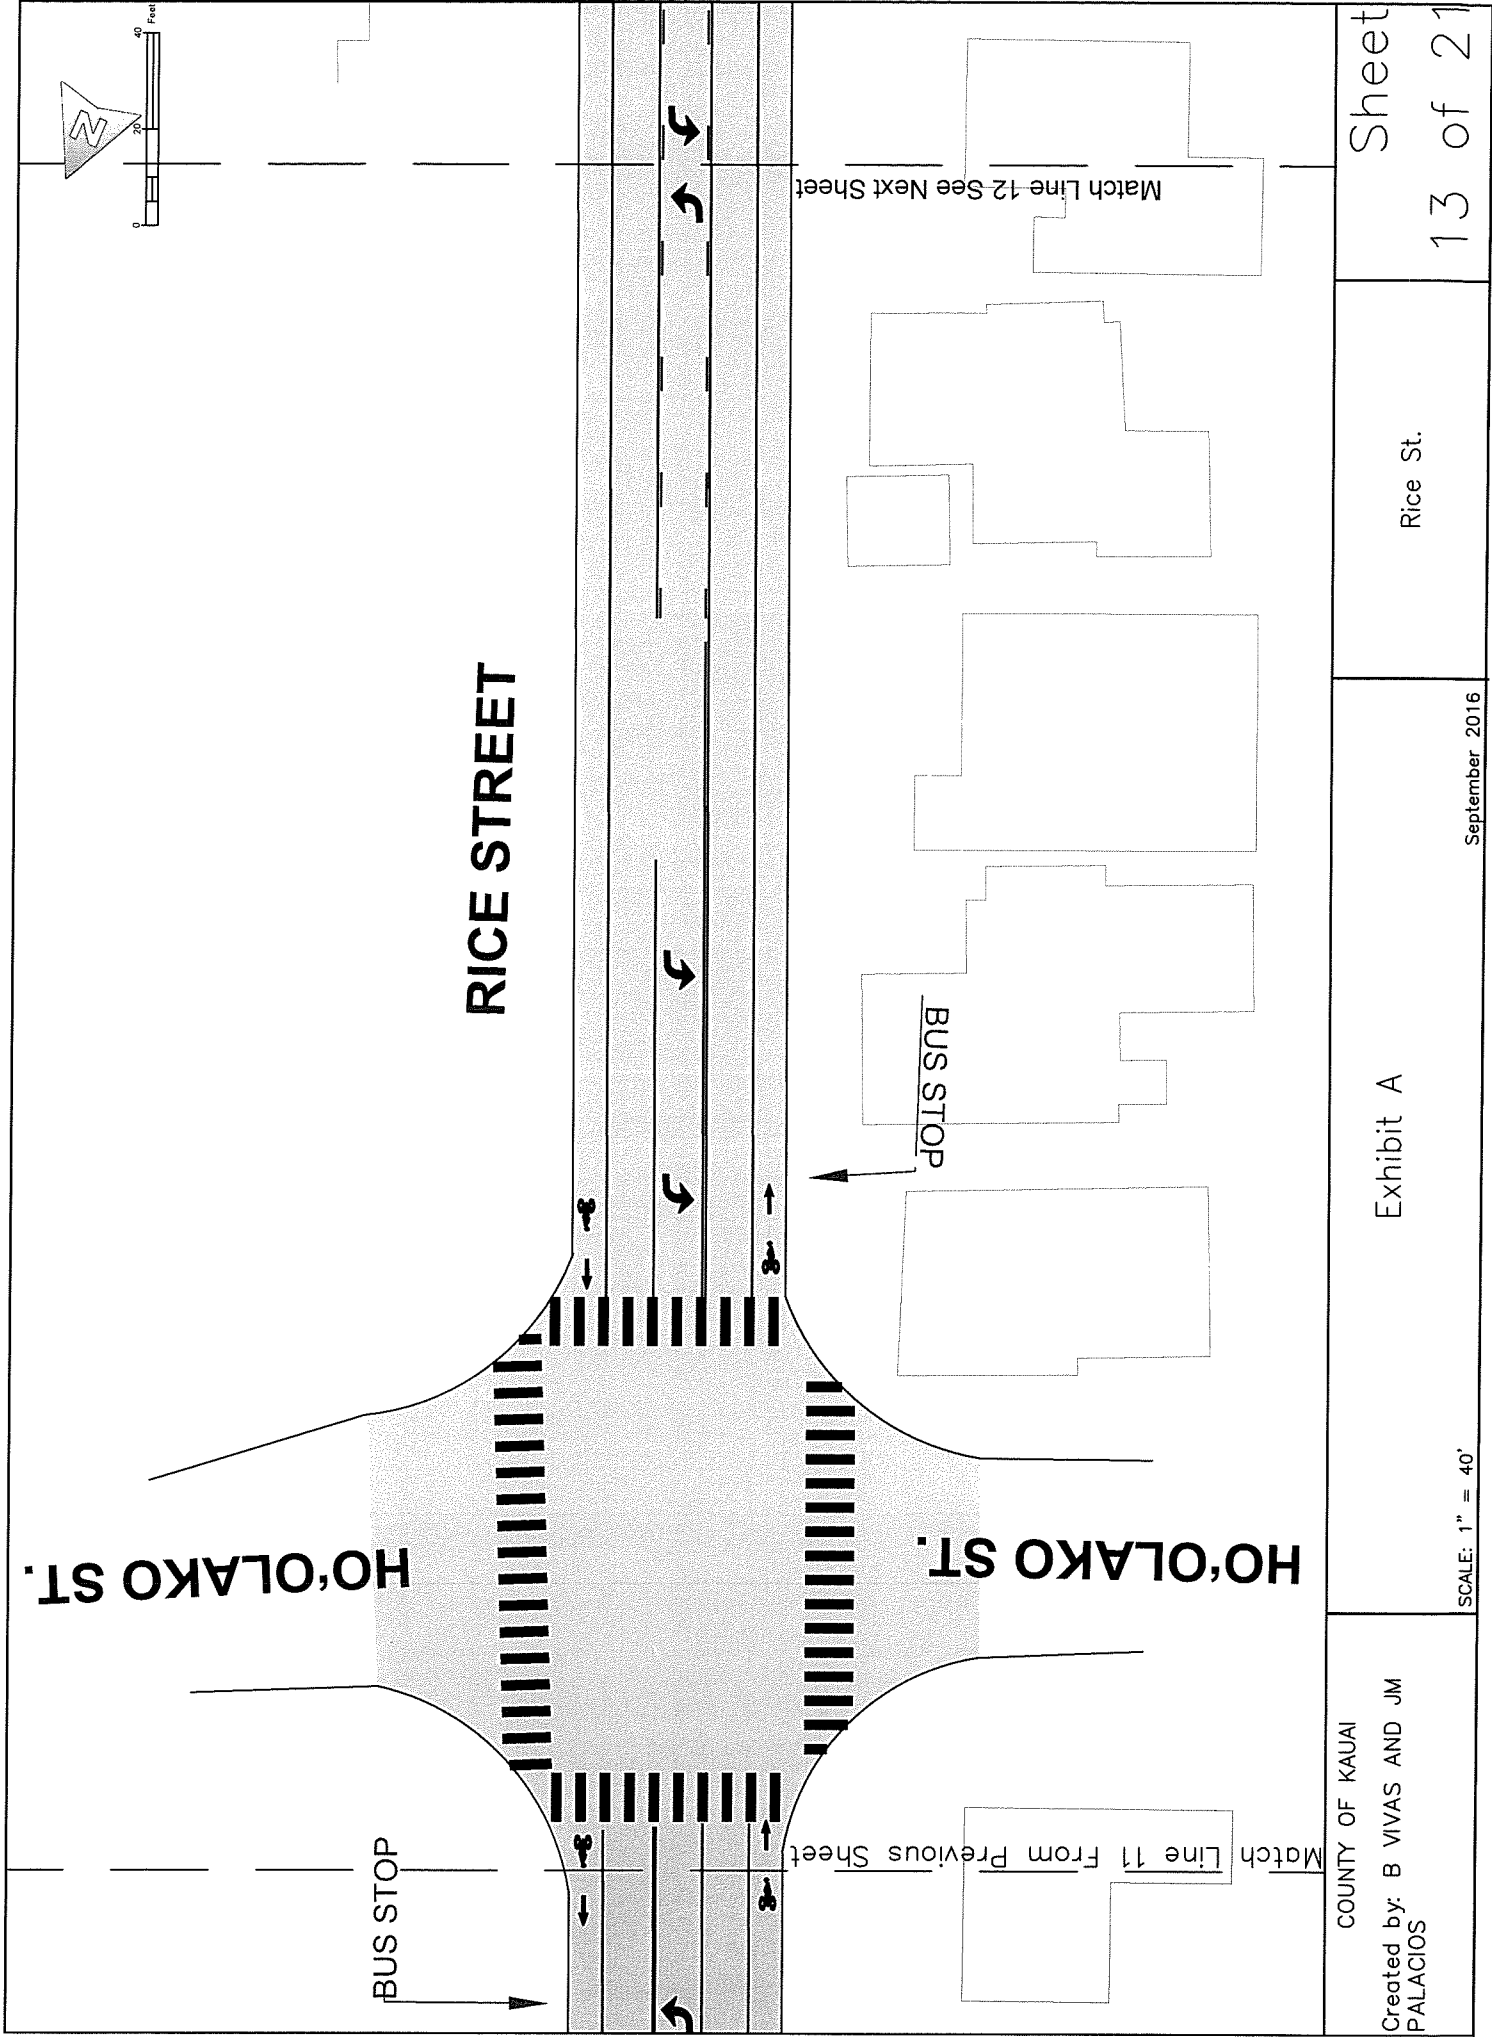 Sheet
13 of 21
Rice St.
Exhibit A
September 2016
SCALE: 1" = 40'
COUNTY OF KAUAI
Created by: B VIVAS AND JM
PALACIOS
N
0 20 40 Feet
RICE STREET
HO'OLAKO ST.
HO'OLAKO ST.
BUS STOP
BUS STOP
Match Line 12 See Next Sheet
Match Line 11 From Previous Sheet